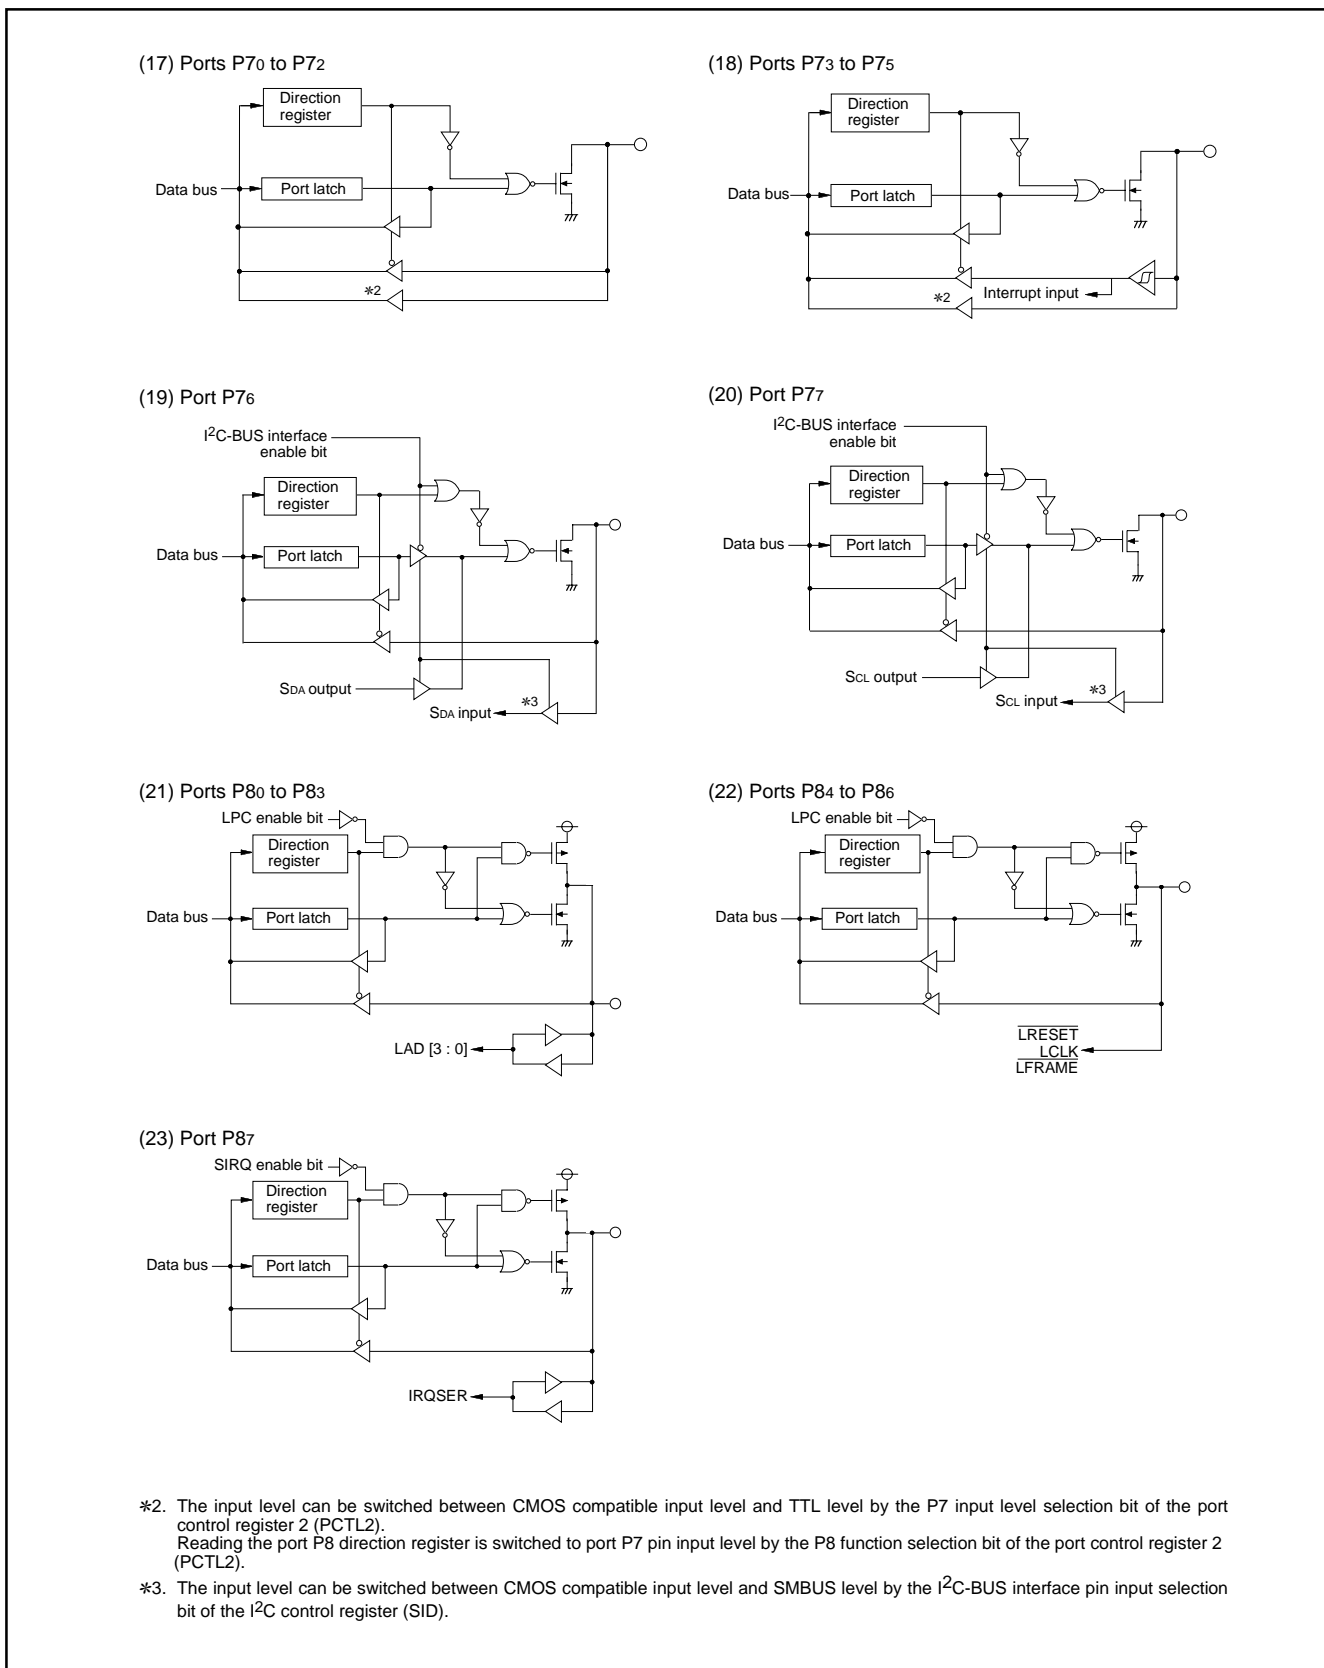 (17) Ports P70 to P72
Direction
register
Data bus
Port latch
*2
(18) Ports P73 to P75
Direction
register
Data bus
Port latch
Interrupt input
*2
(19) Port P76
I2C-BUS interface
enable bit
Direction
register
Data bus
Port latch
SDA output
SDA input
*3
(20) Port P77
I2C-BUS interface
enable bit
Direction
register
Data bus
Port latch
SCL output
SCL input
*3
(21) Ports P80 to P83
LPC enable bit
Direction
register
Data bus
Port latch
LAD [3 : 0]
(22) Ports P84 to P86
LPC enable bit
Direction
register
Data bus
Port latch
LRESET
LCLK
LFRAME
(23) Port P87
SIRQ enable bit
Direction
register
Data bus
Port latch
IRQSER
*2. The input level can be switched between CMOS compatible input level and TTL level by the P7 input level selection bit of the port
control register 2 (PCTL2).
Reading the port P8 direction register is switched to port P7 pin input level by the P8 function selection bit of the port control register 2
(PCTL2).
*3. The input level can be switched between CMOS compatible input level and SMBUS level by the I2C-BUS interface pin input selection
bit of the I2C control register (SID).